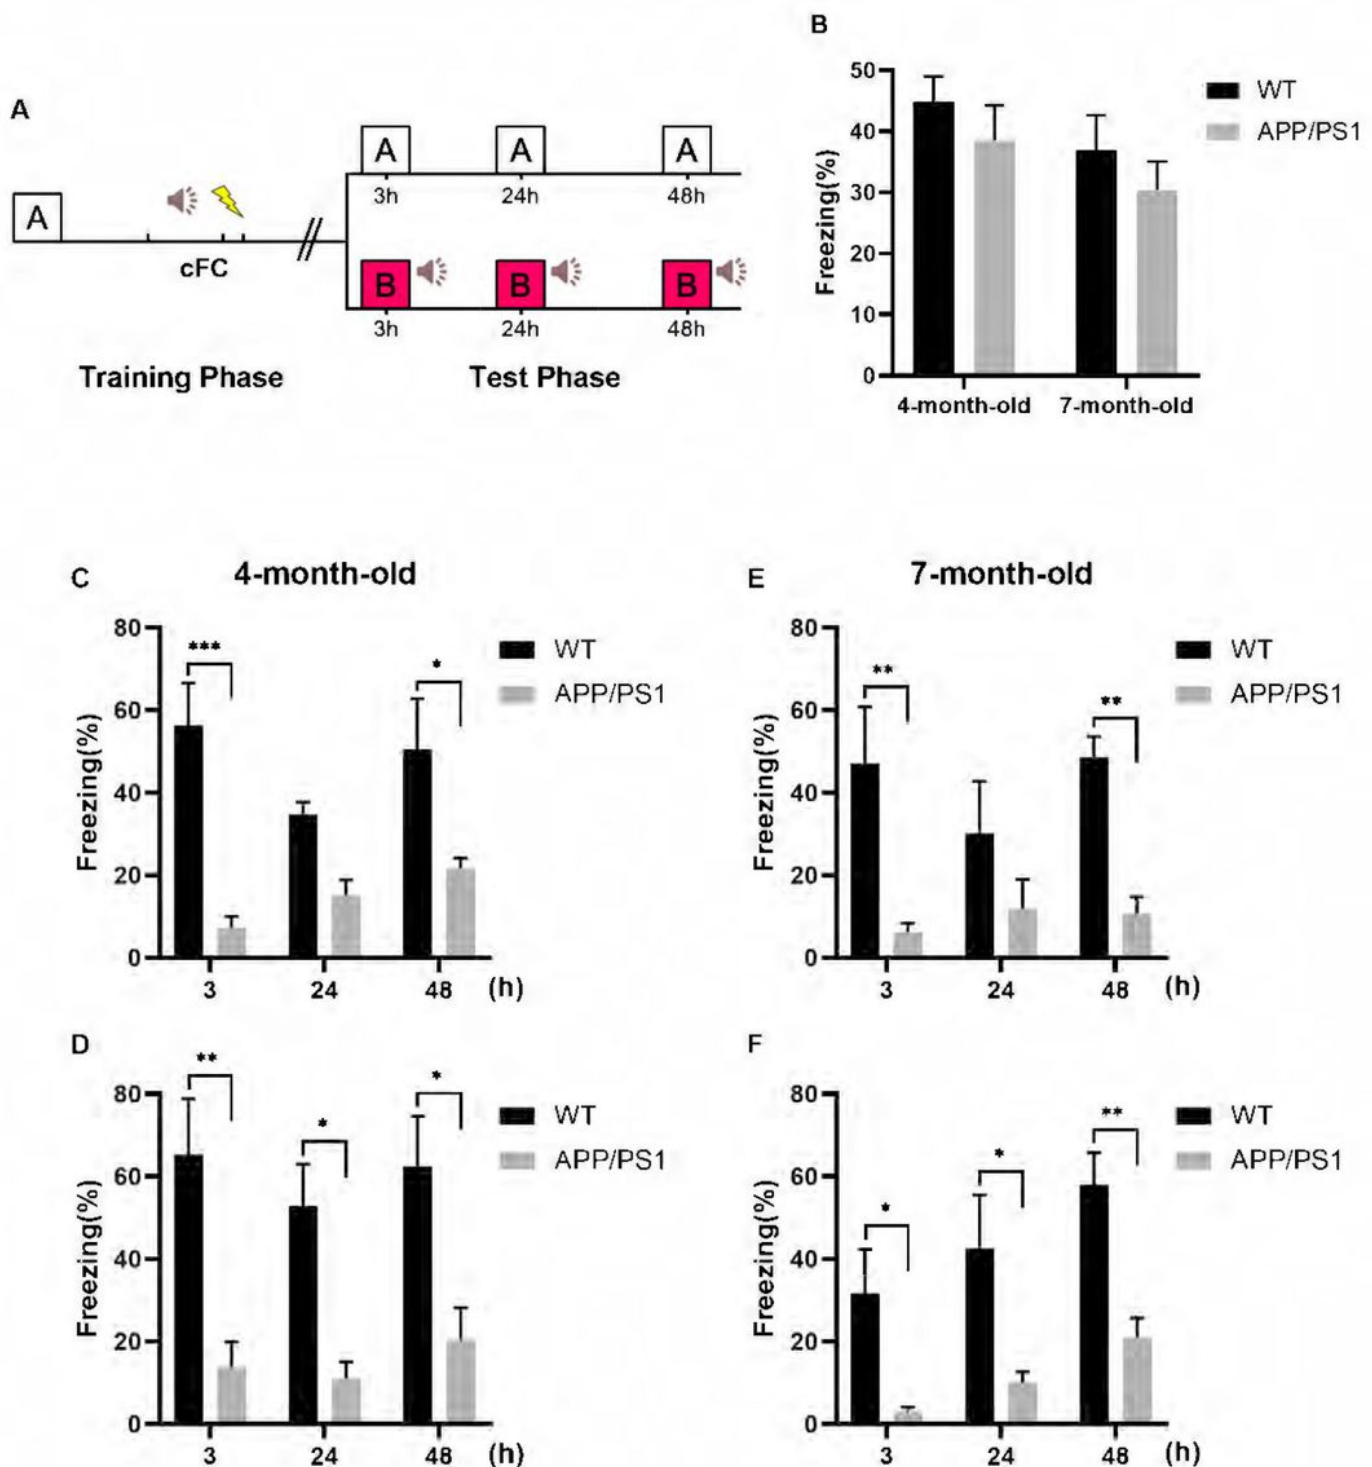 A
A
A
A
A
3h
24h
48h
cFC
B
B
B
3h
24h
48h
Training Phase
Test Phase
B
50
40
30
20
10
0
Freezing(%)
4-month-old
7-month-old
WT
APP/PS1
C
4-month-old
80
60
40
20
0
Freezing(%)
***
*
3
24
48
(h)
WT
APP/PS1
E
7-month-old
80
60
40
20
0
Freezing(%)
**
**
3
24
48
(h)
WT
APP/PS1
D
80
60
40
20
0
Freezing(%)
**
*
*
3
24
48
(h)
WT
APP/PS1
F
80
60
40
20
0
Freezing(%)
*
*
**
3
24
48
(h)
WT
APP/PS1